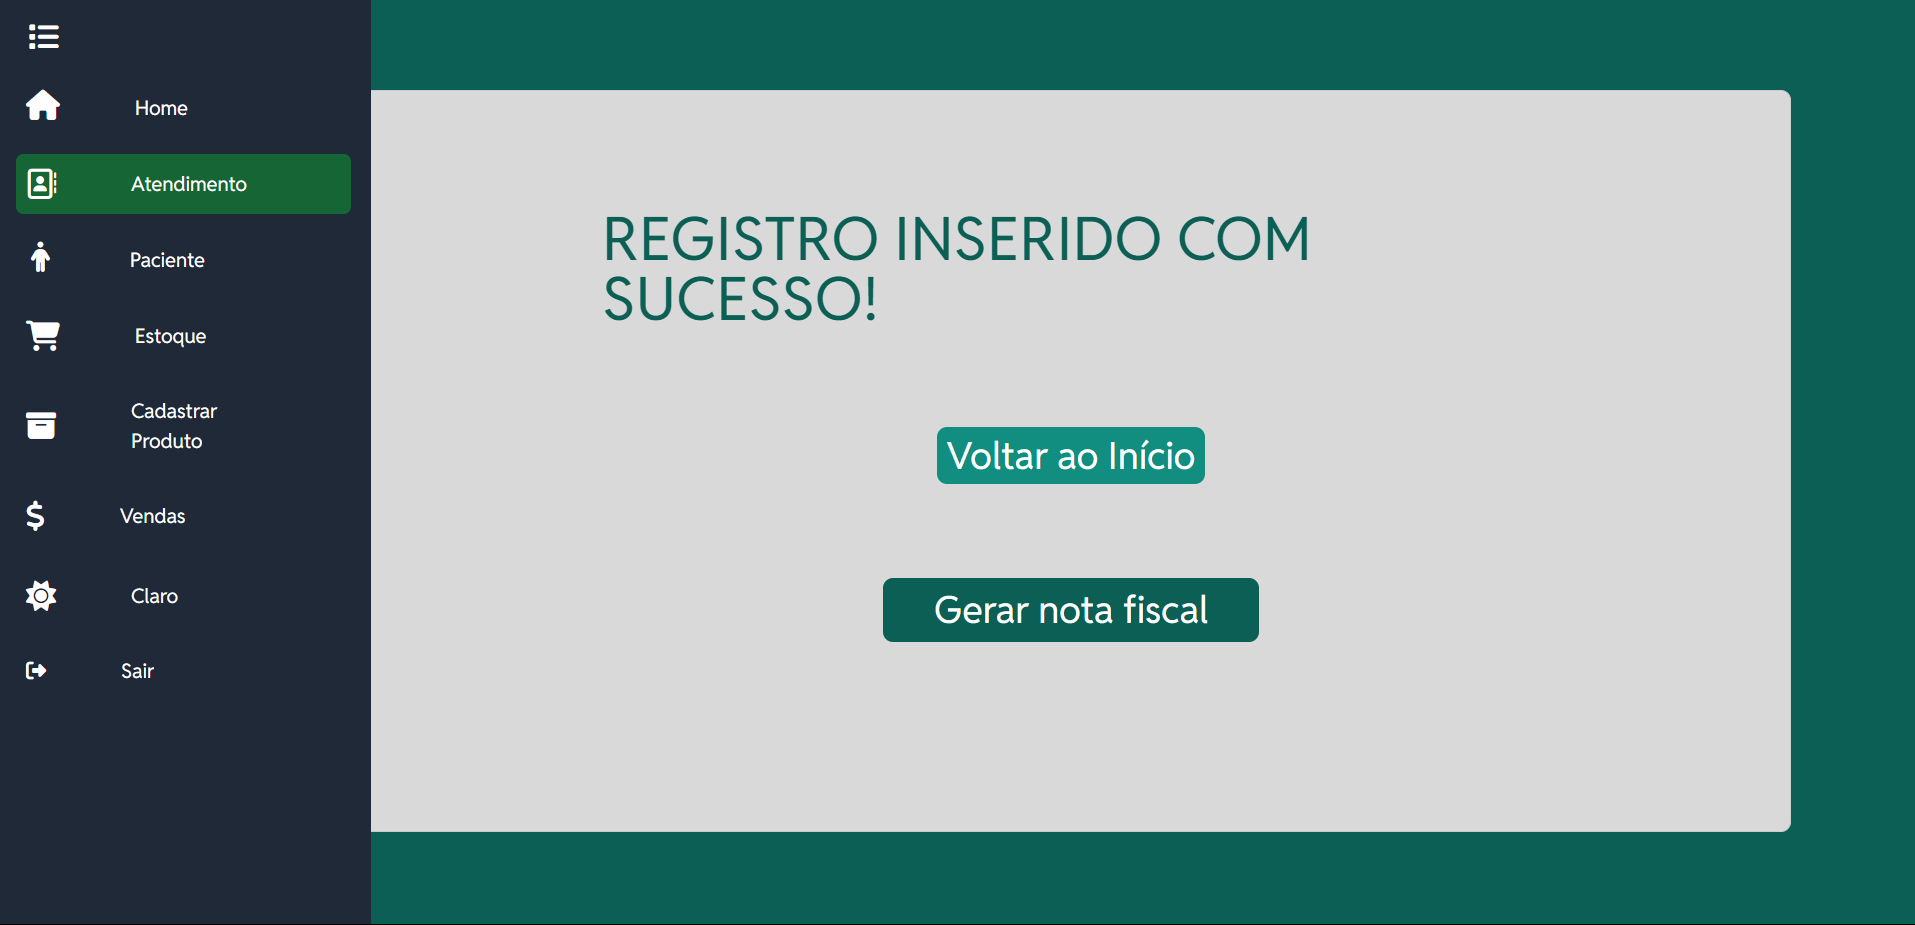 Home
Atendimento
Paciente
Estoque
Cadastrar
Produto
Vendas
Claro
Sair
REGISTRO INSERIDO COM
SUCESSO!
Voltar ao Início
Gerar nota fiscal